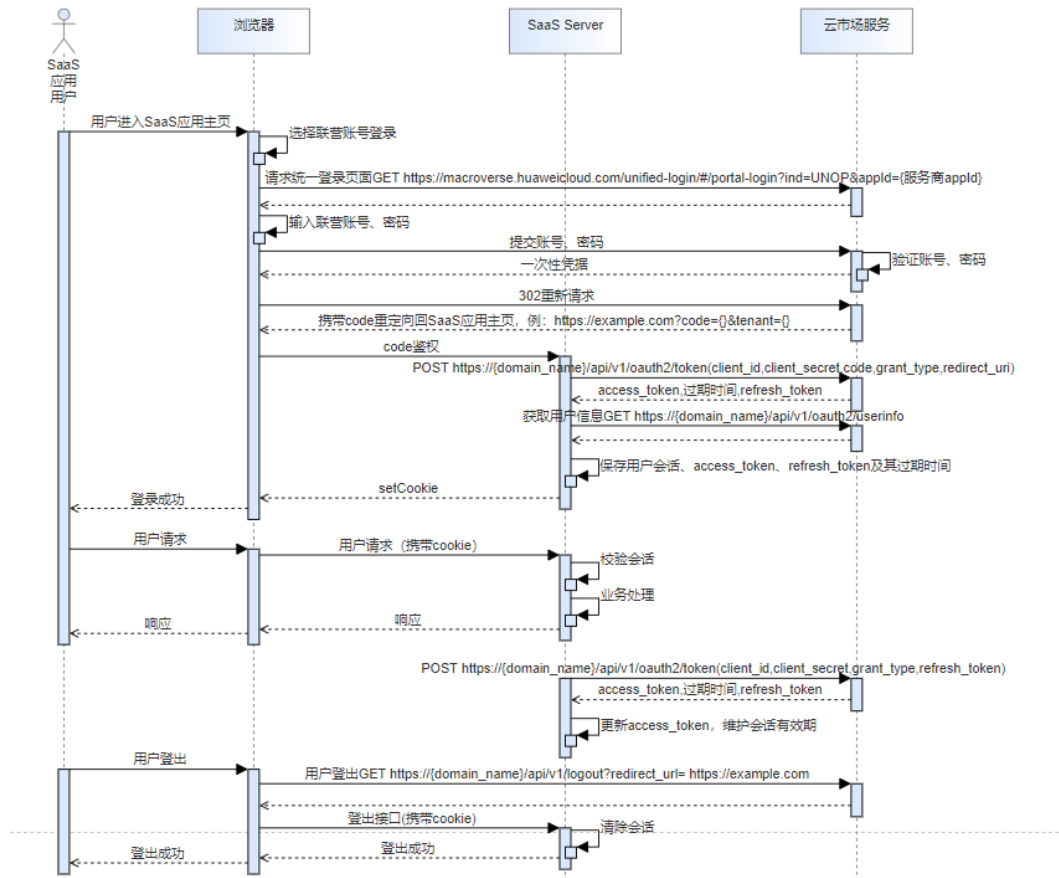 浏览器
SaaS Server
云市场服务
SaaS
应用
用户
用户进入SaaS应用主页
选择联营账号登录
请求统一登录页面GET https://macroverse.huaweicloud.com/unified-login/#/portal-login?ind=UNOP&appId={服务商appId}
输入联营账号、密码
提交账号、密码
验证账号、密码
一次性凭据
302重新请求
携带code重定向回SaaS应用主页，例：https://example.com?code={}&tenant={}
code鉴权
POST https://{domain_name}/api/v1/oauth2/token(client_id,client_secret,code,grant_type,redirect_uri)
access_token,过期时间,refresh_token
获取用户信息GET https://{domain_name}/api/v1/oauth2/userinfo
保存用户会话、access_token、refresh_token及其过期时间
setCookie
登录成功
用户请求
用户请求（携带cookie）
校验会话
业务处理
响应
响应
POST https://{domain_name}/api/v1/oauth2/token(client_id,client_secret,grant_type,refresh_token)
access_token,过期时间,refresh_token
更新access_token，维护会话有效期
用户登出
用户登出GET https://{domain_name}/api/v1/logout?redirect_url= https://example.com
登出接口(携带cookie)
清除会话
登出成功
登出成功